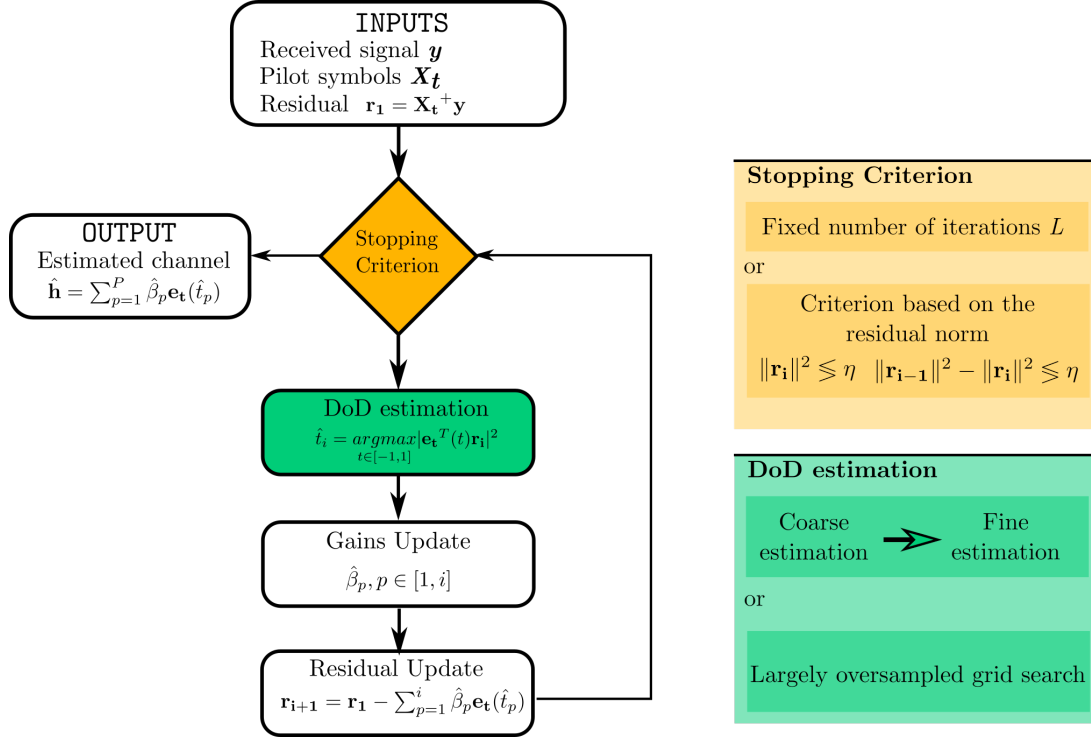 INPUTS
Received signal y
Pilot symbols X_t
Residual r_1 = X_t^+ y
Stopping
Criterion
OUTPUT
Estimated channel
ĥ = ∑_{p=1}^{P} β̂_p e_t(t̂_p)
DoD estimation
t̂_i = argmax|e_t^T(t)r_i|^2
t∈[-1,1]
Gains Update
β̂_p, p ∈ [1, i]
Residual Update
r_{i+1} = r_1 − ∑_{p=1}^{i} β̂_p e_t(t̂_p)
Stopping Criterion
Fixed number of iterations L
or
Criterion based on the
residual norm
‖r_i‖^2 ≶ η ‖r_{i−1}‖^2 − ‖r_i‖^2 ≶ η
DoD estimation
Coarse
estimation
Fine
estimation
or
Largely oversampled grid search